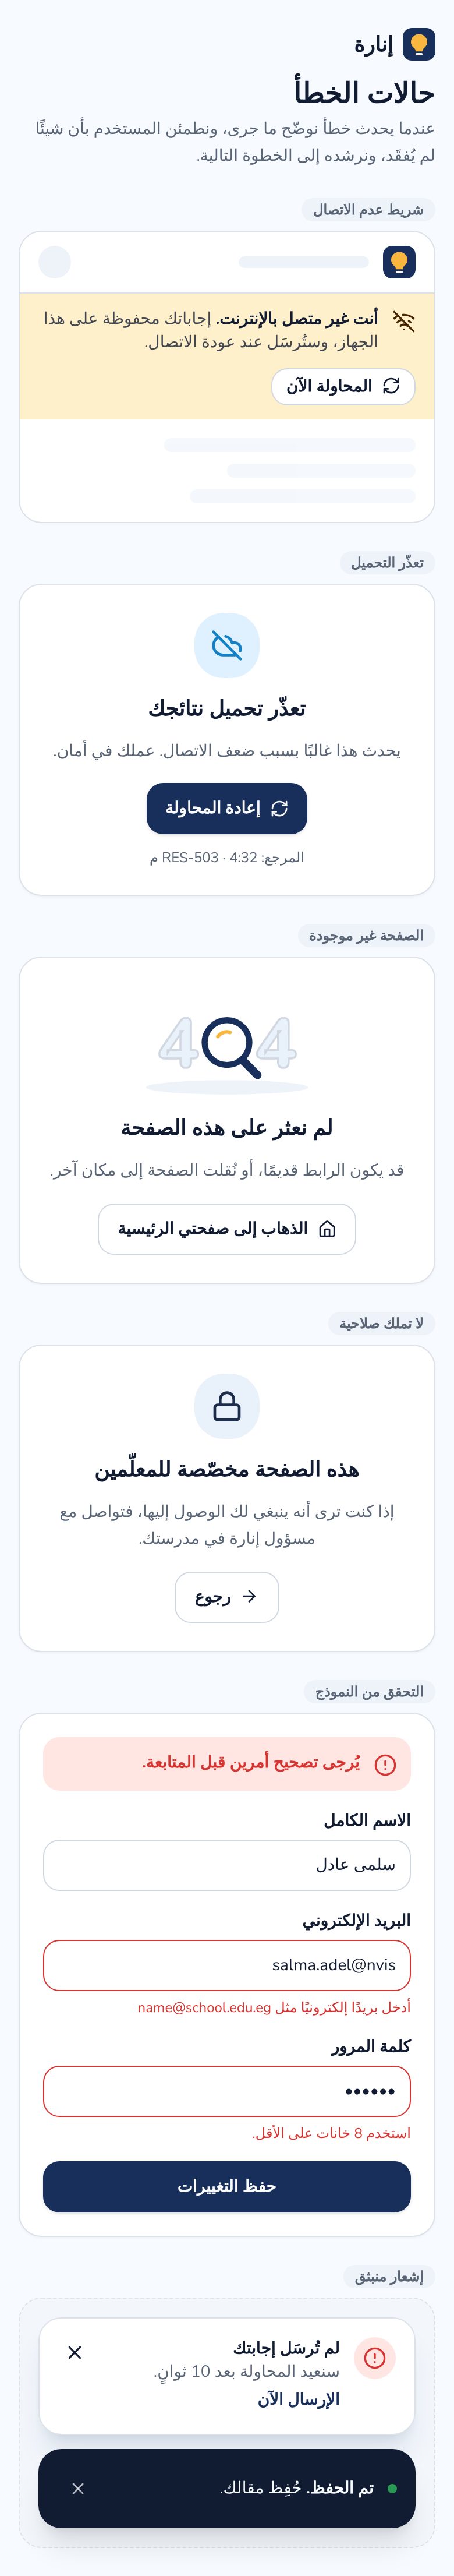 إنارة
حالات الخطأ
عندما يحدث خطأ نوضّح ما جرى، ونطمئن المستخدم بأن شيئًا
لم يُفقَد، ونرشده إلى الخطوة التالية.
شريط عدم الاتصال
أنت غير متصل بالإنترنت. إجاباتك محفوظة على هذا
الجهاز، وستُرسَل عند عودة الاتصال.
المحاولة الآن
تعذّر التحميل
تعذّر تحميل نتائجك
يحدث هذا غالبًا بسبب ضعف الاتصال. عملك في أمان.
إعادة المحاولة
المرجع: RES-503 · 4:32 م
الصفحة غير موجودة
4 4
لم نعثر على هذه الصفحة
قد يكون الرابط قديمًا، أو نُقلت الصفحة إلى مكان آخر.
الذهاب إلى صفحتي الرئيسية
لا تملك صلاحية
هذه الصفحة مخصّصة للمعلّمين
إذا كنت ترى أنه ينبغي لك الوصول إليها، فتواصل مع
مسؤول إنارة في مدرستك.
رجوع
التحقق من النموذج
يُرجى تصحيح أمرين قبل المتابعة.
الاسم الكامل
سلمى عادل
البريد الإلكتروني
salma.adel@nvis
أدخل بريدًا إلكترونيًا مثل name@school.edu.eg
كلمة المرور
••••••
استخدم 8 خانات على الأقل.
حفظ التغييرات
إشعار منبثق
لم تُرسَل إجابتك
سنعيد المحاولة بعد 10 ثوانٍ.
الإرسال الآن
تم الحفظ. حُفِظ مقالك.